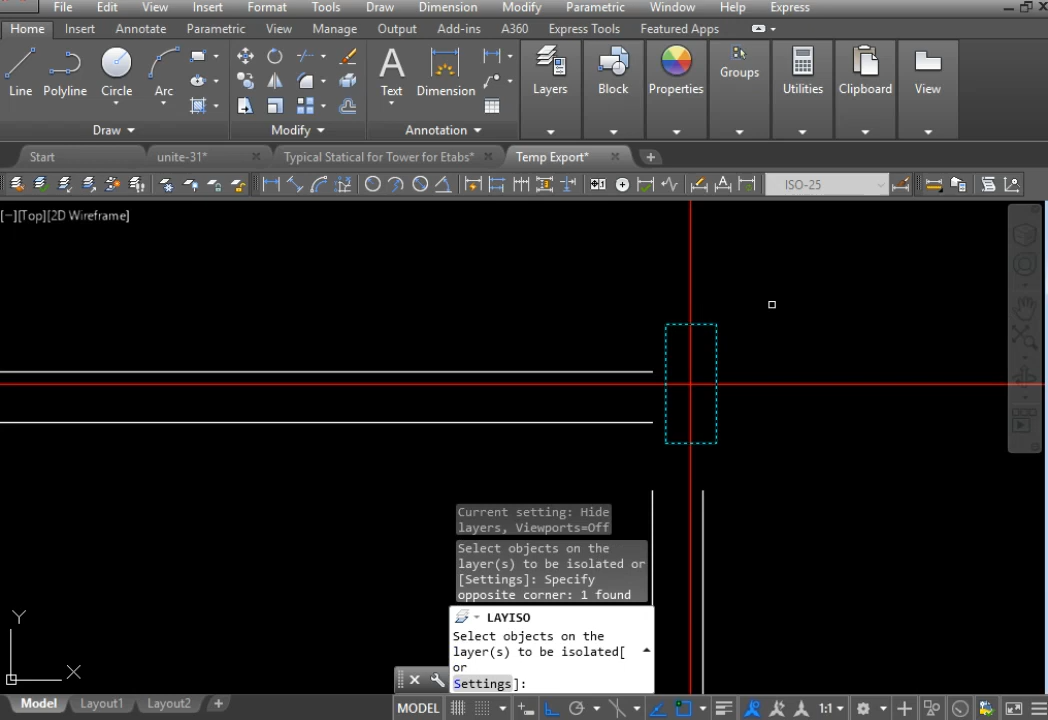 File Edit View Insert Format Tools Draw Dimension Modify Parametric Window Help Express
Home Insert Annotate Parametric View Manage Output Add-ins A360 Express Tools Featured Apps
A
Line Polyline Circle Arc Text Dimension Layers Block Properties Groups Utilities Clipboard View
Draw Modify Annotation
Start unite-31* Typical Statical for Tower for Etabs* Temp Export*
ISO-25
[−][Top][2D Wireframe]
Current setting: Hide
layers, Viewports=Off
Select objects on the
layer(s) to be isolated or
[Settings]: Specify
opposite corner: 1 found
LAYISO
Select objects on the
layer(s) to be isolated[
or
Settings]:
Y
X
Model Layout1 Layout2
MODEL 1:1